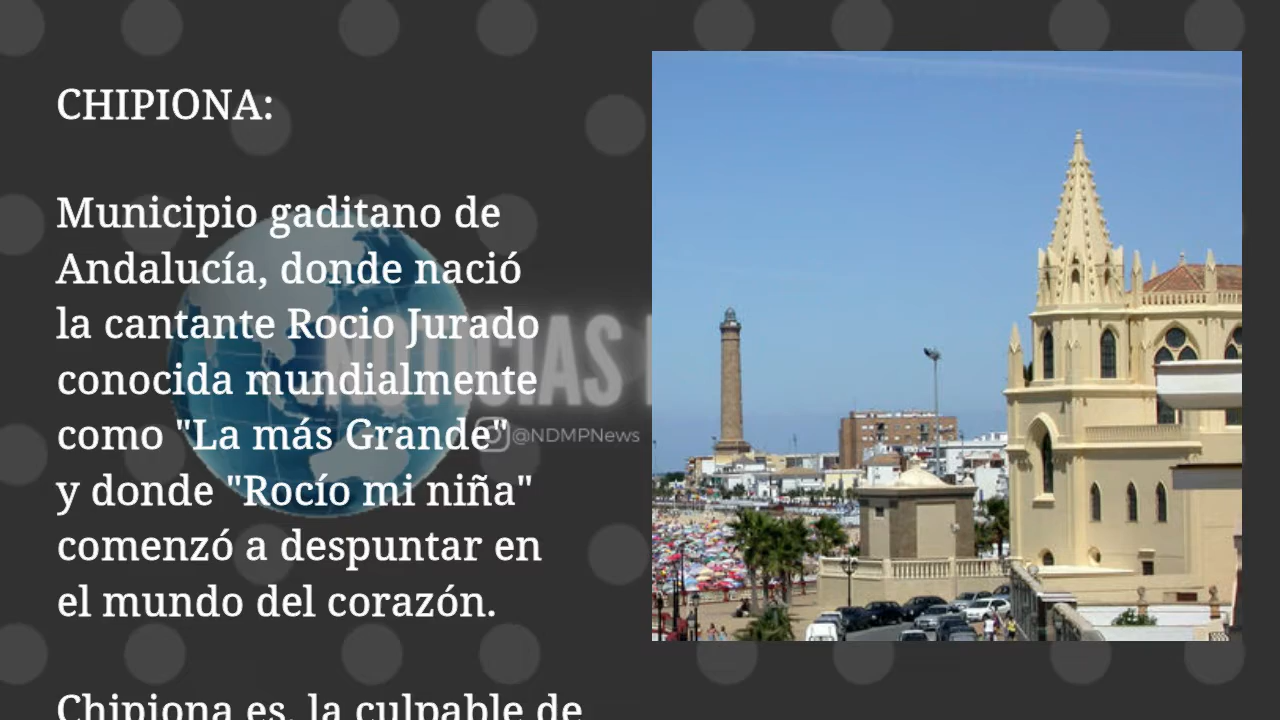 CHIPIONA:
Municipio gaditano de
Andalucía, donde nació
la cantante Rocio Jurado
conocida mundialmente
como "La más Grande"
y donde "Rocío mi niña"
comenzó a despuntar en
el mundo del corazón.
Chipiona es, la culpable de
NOTICIAS
@NDMPNews